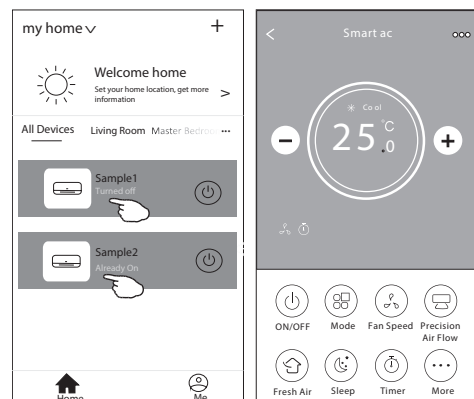 my home
+
Welcome home
Set your home location, get more
information
>
All Devices Living Room Master Bedroo ...
Sample1
Turned off
Sample2
Already On
Home
Me
<
Smart ac
ooo
Cool
25.0 °C
-
+
ON/OFF
Mode
Fan Speed
Precision
Air Flow
Fresh Air
Sleep
Timer
More